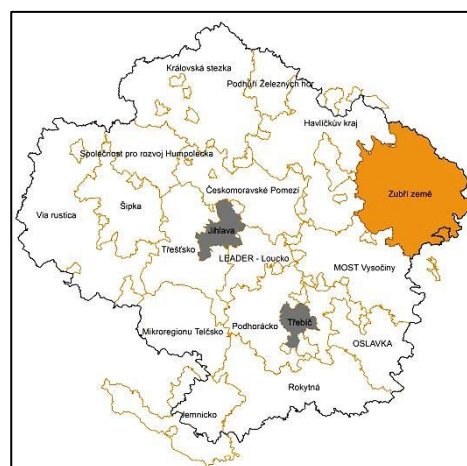 Královská stezka
Podhůří Železných hor
Havlíčkův kraj
Společnost pro rozvoj Humpolecka
Českomoravské Pomezí
Zubří země
Via rustica
Šipka
Jihlava
Třešťsko
LEADER - Loucko
MOST Vysočiny
Mikroregionu Telčsko
Podhorácko
Třebíč
OSLAVKA
Rokytná
Jemnicko